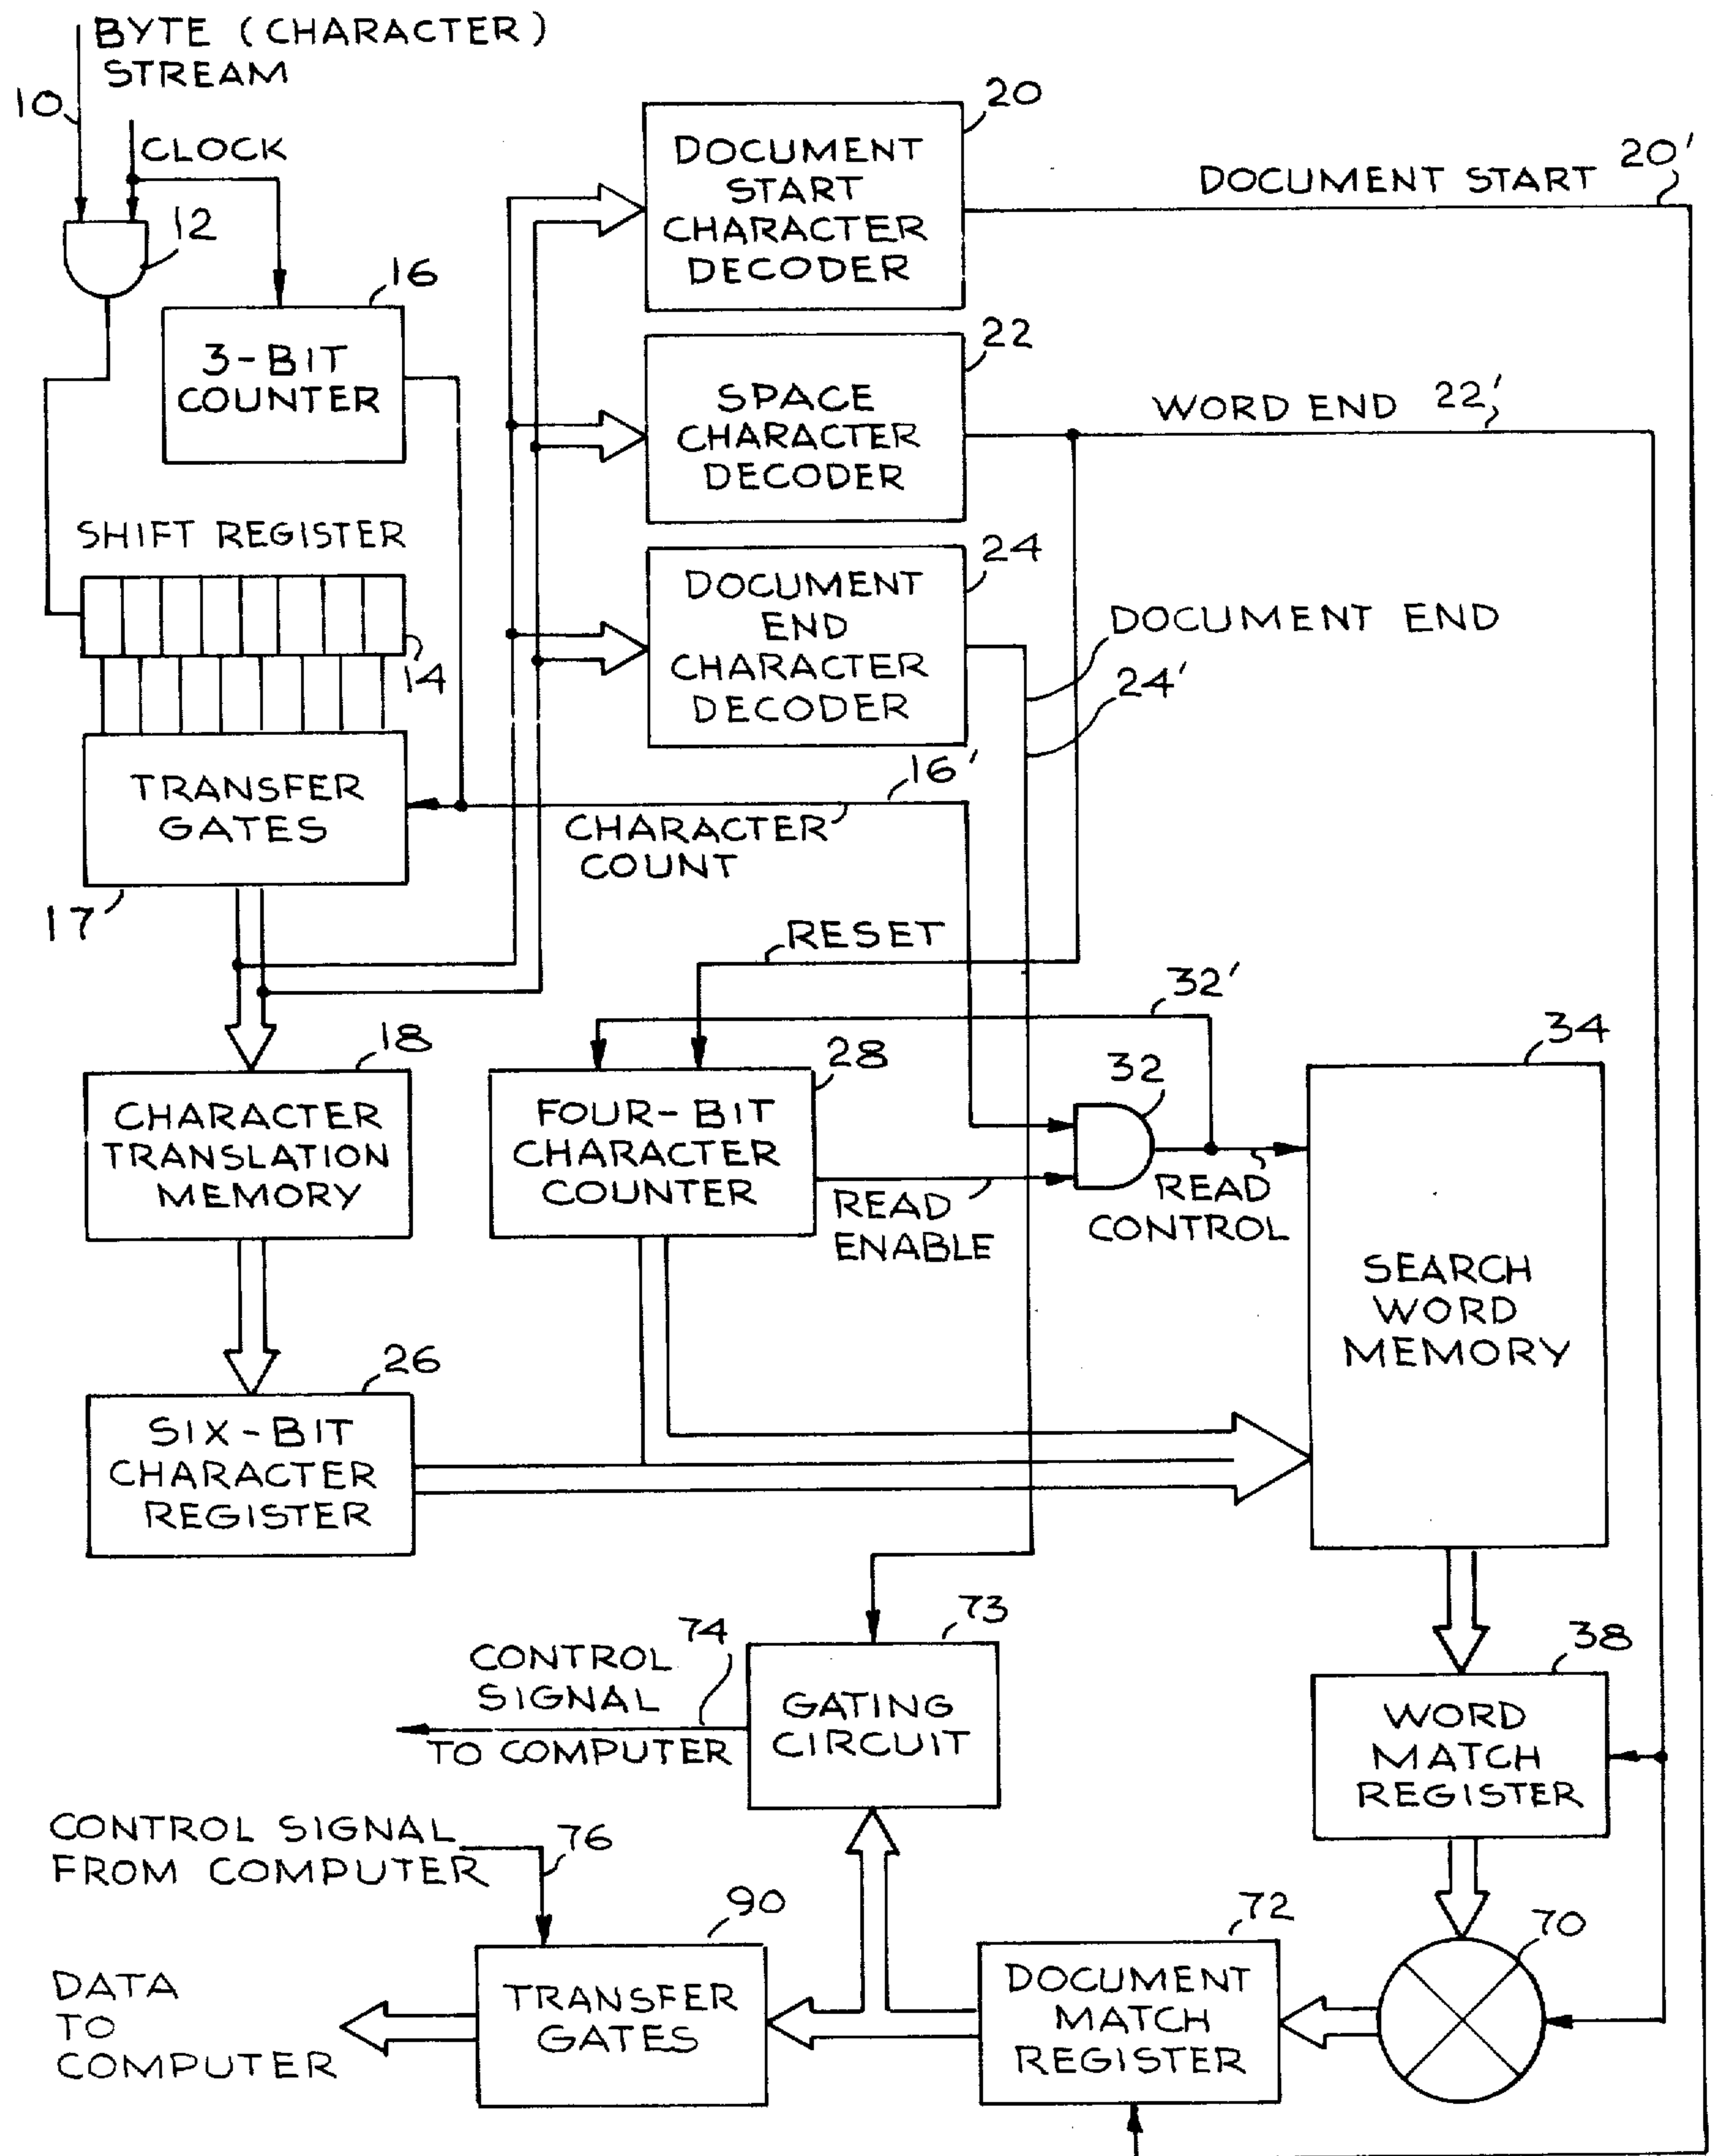 BYTE (CHARACTER)
STREAM
10
CLOCK
12
16
3-BIT
COUNTER
SHIFT REGISTER
14
TRANSFER
GATES
17
20
DOCUMENT
START
CHARACTER
DECODER
DOCUMENT START
20'
22
SPACE
CHARACTER
DECODER
WORD END
22'
24
DOCUMENT
END
CHARACTER
DECODER
DOCUMENT END
24'
16'
CHARACTER
COUNT
RESET
32'
18
CHARACTER
TRANSLATION
MEMORY
28
FOUR-BIT
CHARACTER
COUNTER
READ
ENABLE
32
READ
CONTROL
34
SEARCH
WORD
MEMORY
26
SIX-BIT
CHARACTER
REGISTER
73
GATING
CIRCUIT
74
CONTROL
SIGNAL
TO COMPUTER
38
WORD
MATCH
REGISTER
CONTROL SIGNAL
FROM COMPUTER
76
90
TRANSFER
GATES
72
DOCUMENT
MATCH
REGISTER
70
DATA
TO
COMPUTER